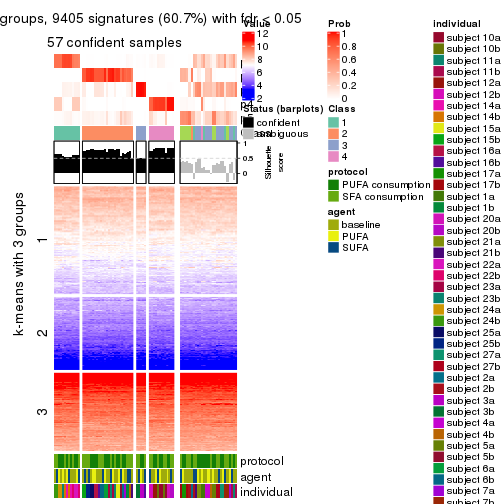 groups, 9405 signatures (60.7%) with fdr < 0.05
57 confident samples
k-means with 3 groups
1
2
3
1
0.5
0
Silhouette
score
protocol
agent
individual
Value
12
10
8
6
4
2
Status (barplots)
confident
ambiguous
Prob
1
0.8
0.6
0.4
0.2
0
Class
1
2
3
4
protocol
PUFA consumption
SFA consumption
agent
baseline
PUFA
SUFA
individual
subject 10a
subject 10b
subject 11a
subject 11b
subject 12a
subject 12b
subject 14a
subject 14b
subject 15a
subject 15b
subject 16a
subject 16b
subject 17a
subject 17b
subject 1a
subject 1b
subject 20a
subject 20b
subject 21a
subject 21b
subject 22a
subject 22b
subject 23a
subject 23b
subject 24a
subject 24b
subject 25a
subject 25b
subject 27a
subject 27b
subject 2a
subject 2b
subject 3a
subject 3b
subject 4a
subject 4b
subject 5a
subject 5b
subject 6a
subject 6b
subject 7a
subject 7b